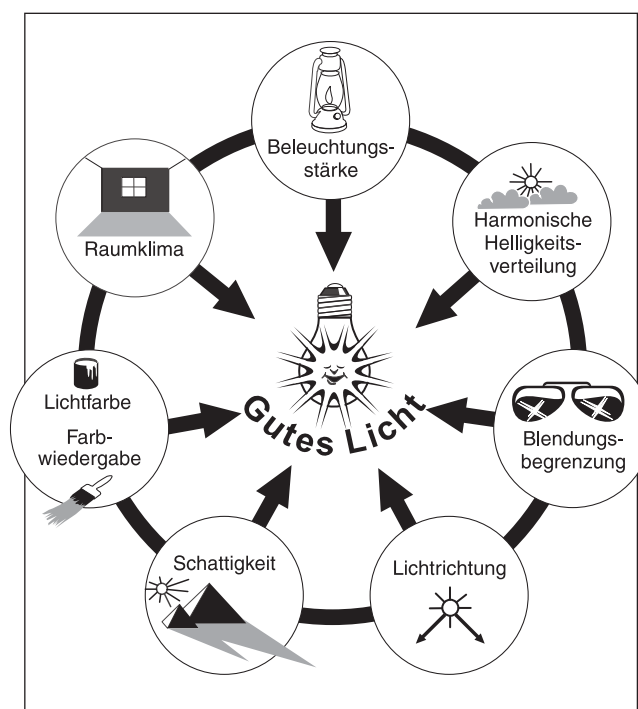 Beleuchtungs-
stärke
Harmonische
Helligkeits-
verteilung
Blendungs-
begrenzung
Lichtrichtung
Schattigkeit
Lichtfarbe
Farb-
wiedergabe
Raumklima
Gutes Licht